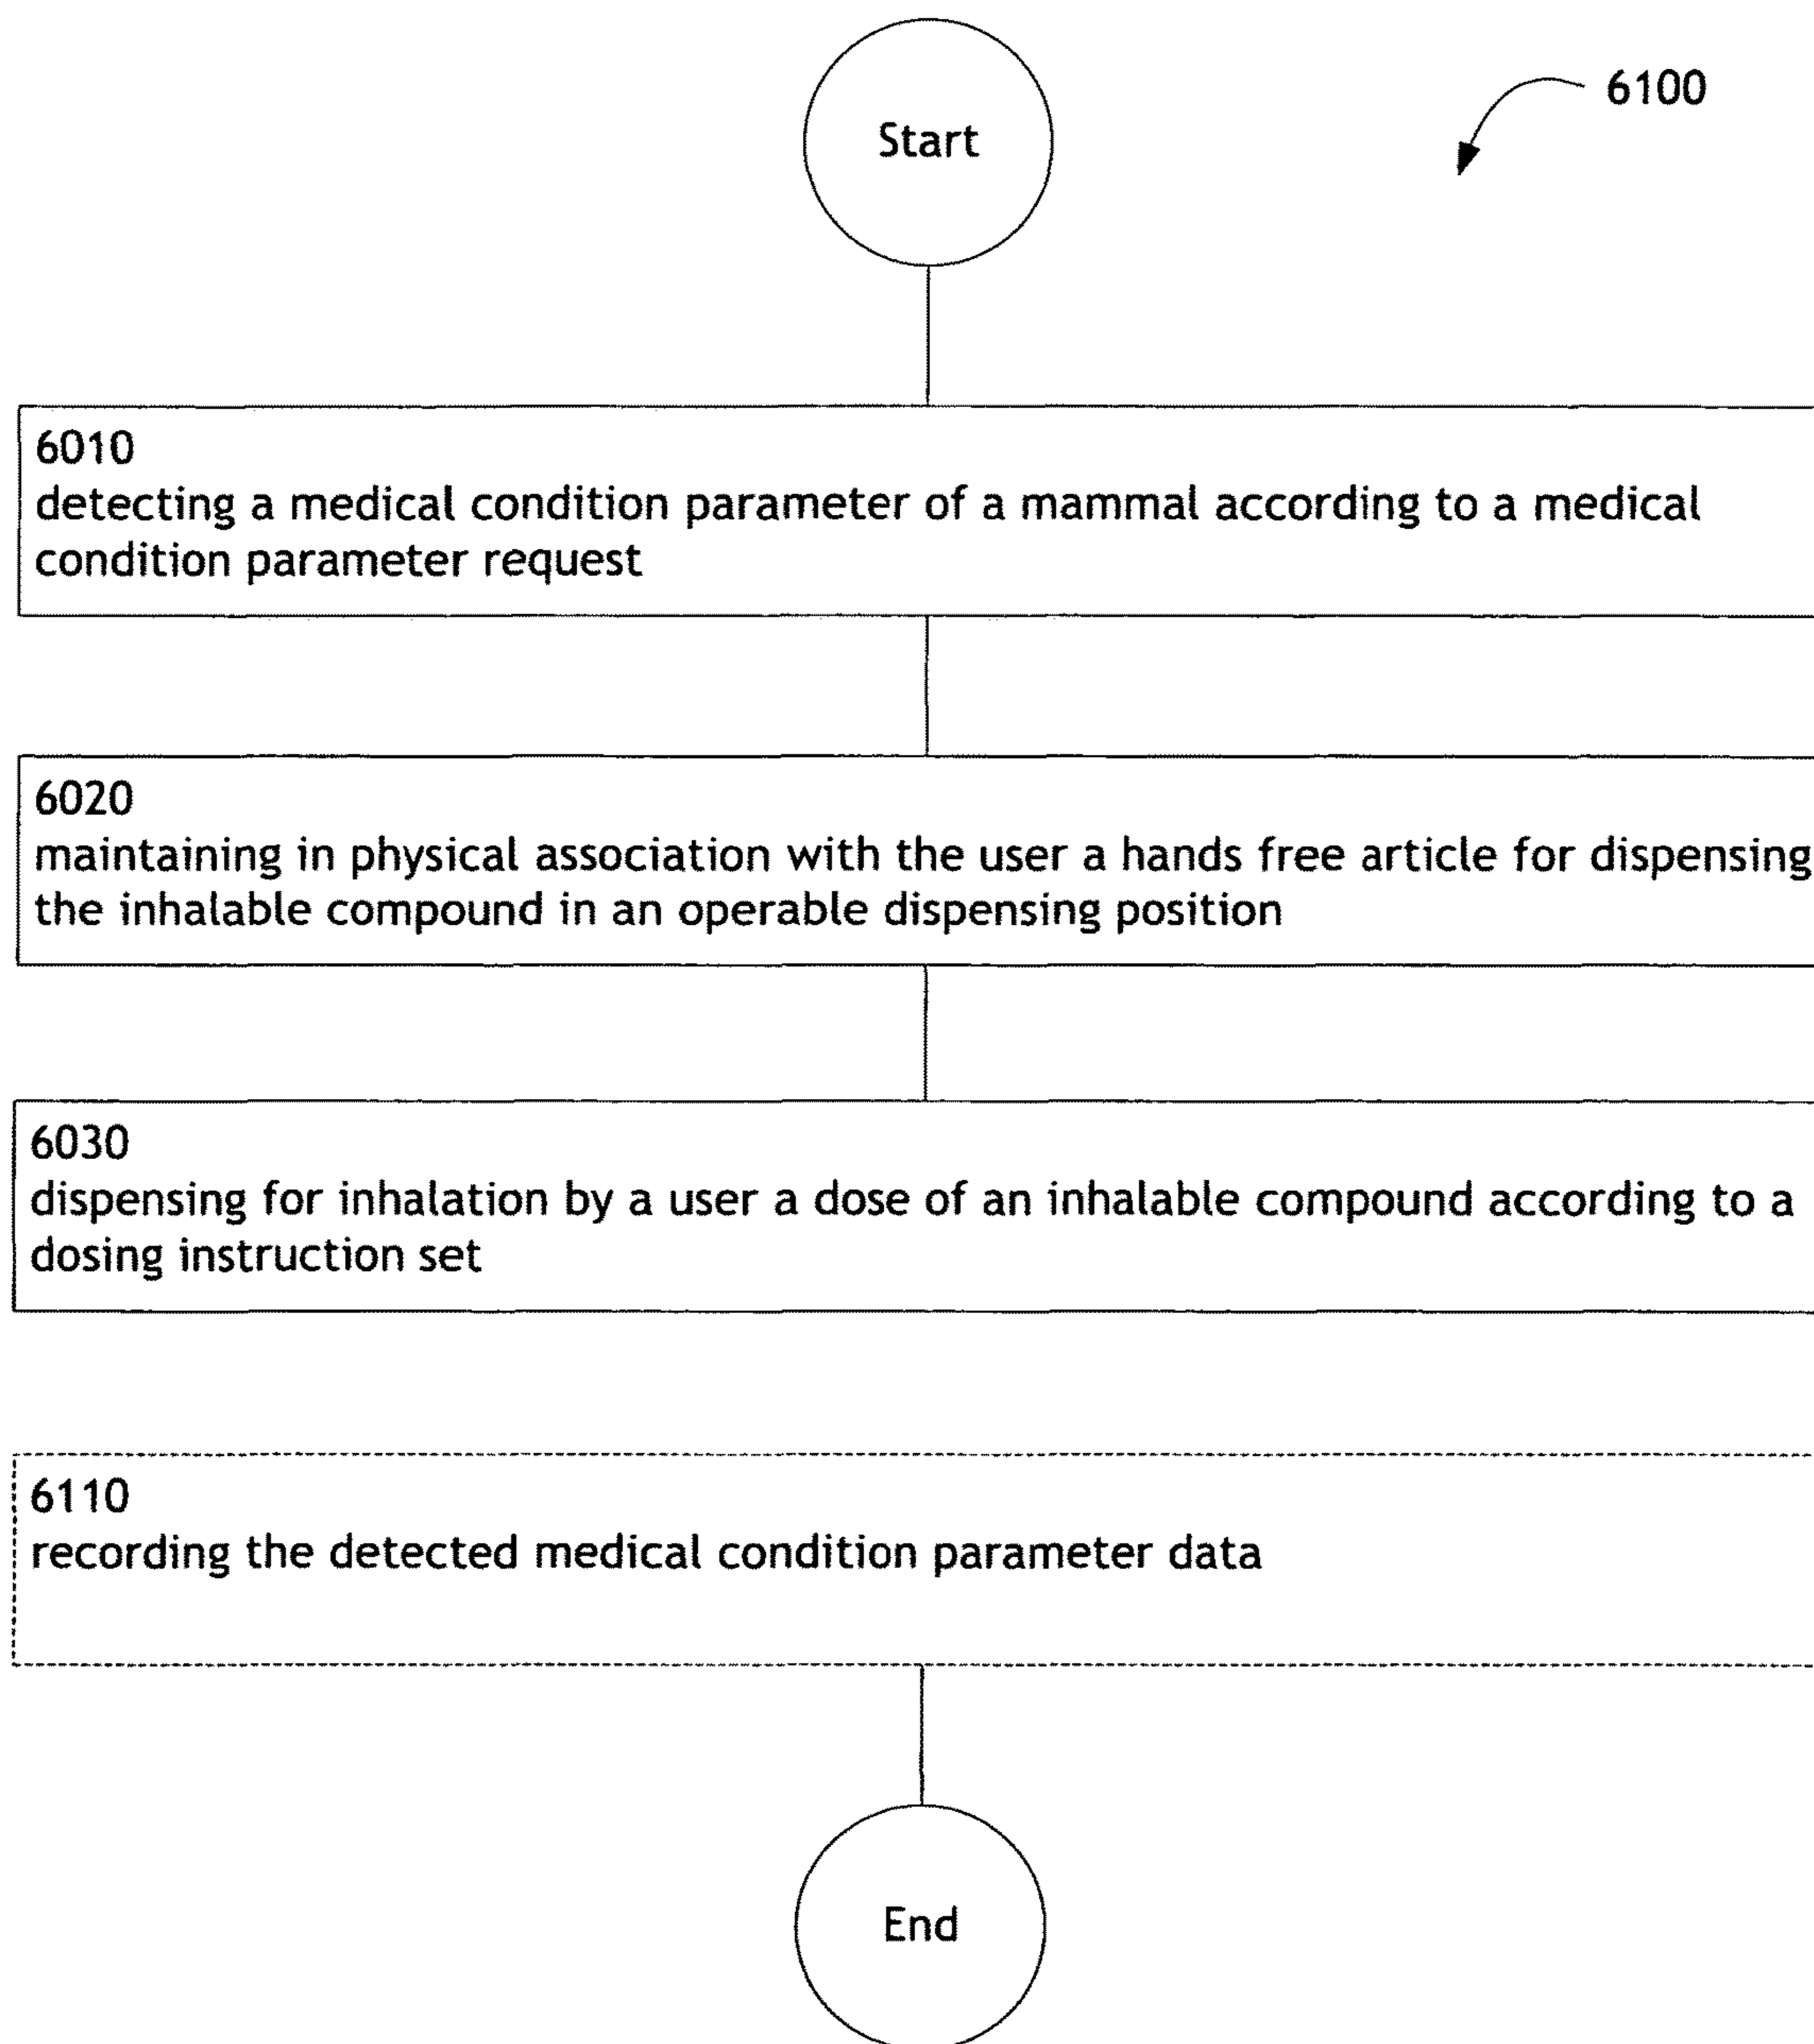 Start
6100
6010
detecting a medical condition parameter of a mammal according to a medical
condition parameter request
6020
maintaining in physical association with the user a hands free article for dispensing
the inhalable compound in an operable dispensing position
6030
dispensing for inhalation by a user a dose of an inhalable compound according to a
dosing instruction set
6110
recording the detected medical condition parameter data
End